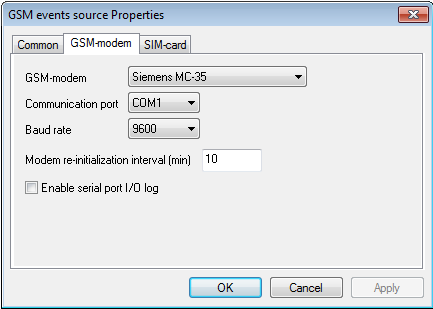 GSM events source Properties
Common GSM-modem SIM-card
GSM-modem Siemens MC-35
Communication port COM1
Baud rate 9600
Modem re-initialization interval (min) 10
Enable serial port I/O log
OK Cancel Apply